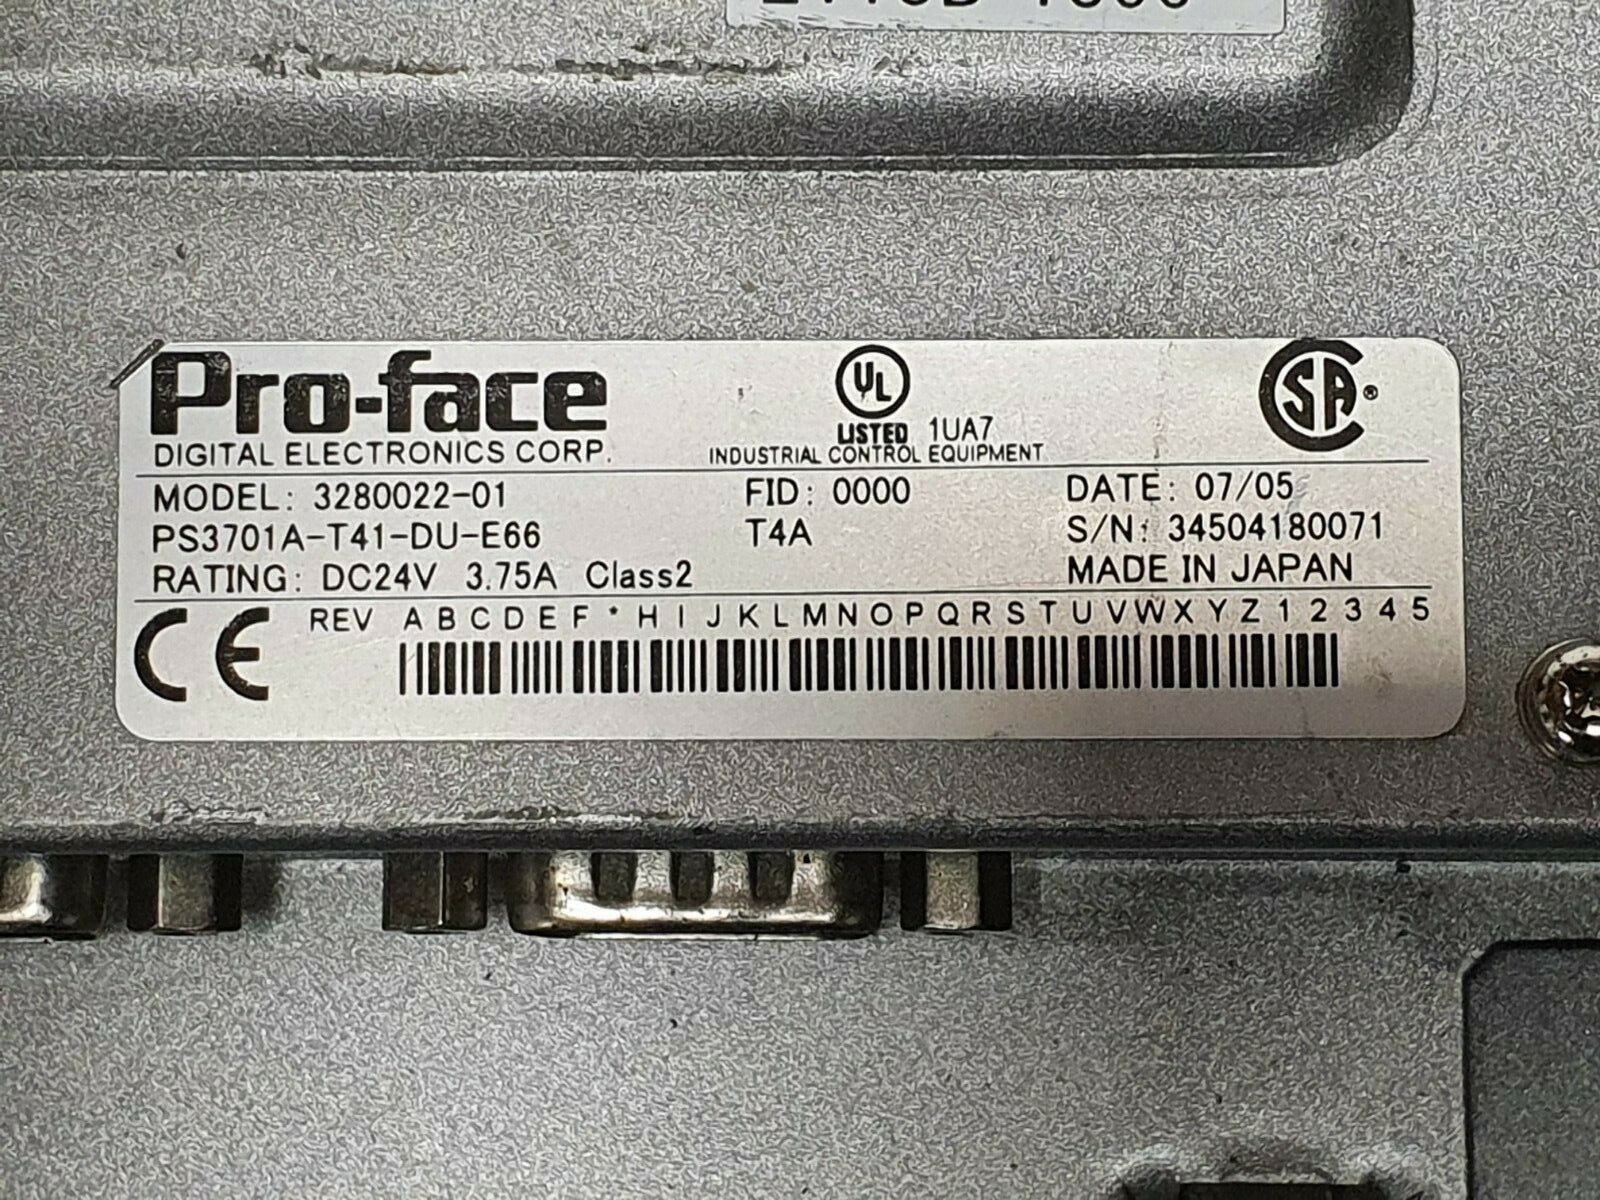 Pro-face
DIGITAL ELECTRONICS CORP.
UL
LISTED 1UA7
INDUSTRIAL CONTROL EQUIPMENT
CSA®
MODEL: 3280022-01 FID: 0000 DATE: 07/05
PS3701A-T41-DU-E66 T4A S/N: 34504180071
RATING: DC24V 3.75A Class2 MADE IN JAPAN
CE REV A B C D E F * H I J K L M N O P Q R S T U V W X Y Z 1 2 3 4 5